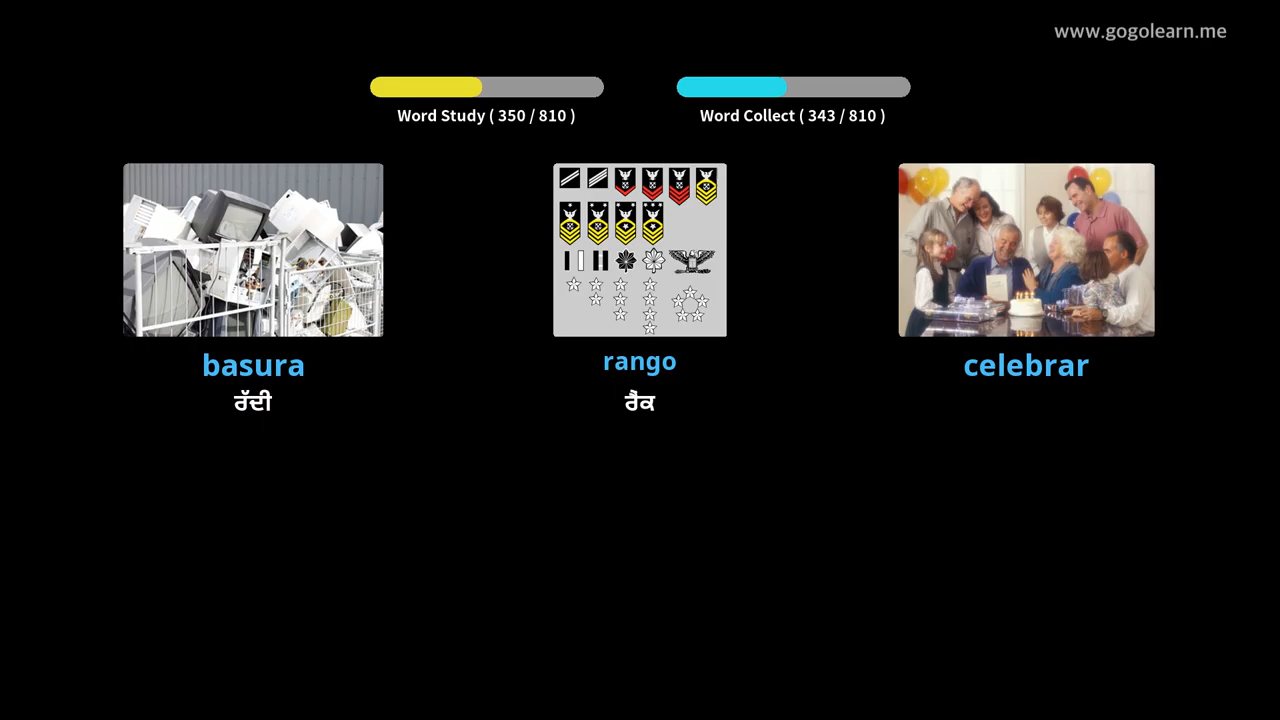 www.gogolearn.me
Word Study ( 350 / 810 )
Word Collect ( 343 / 810 )
basura
rango
celebrar
ਰੱਦੀ
ਰੈਂਕ